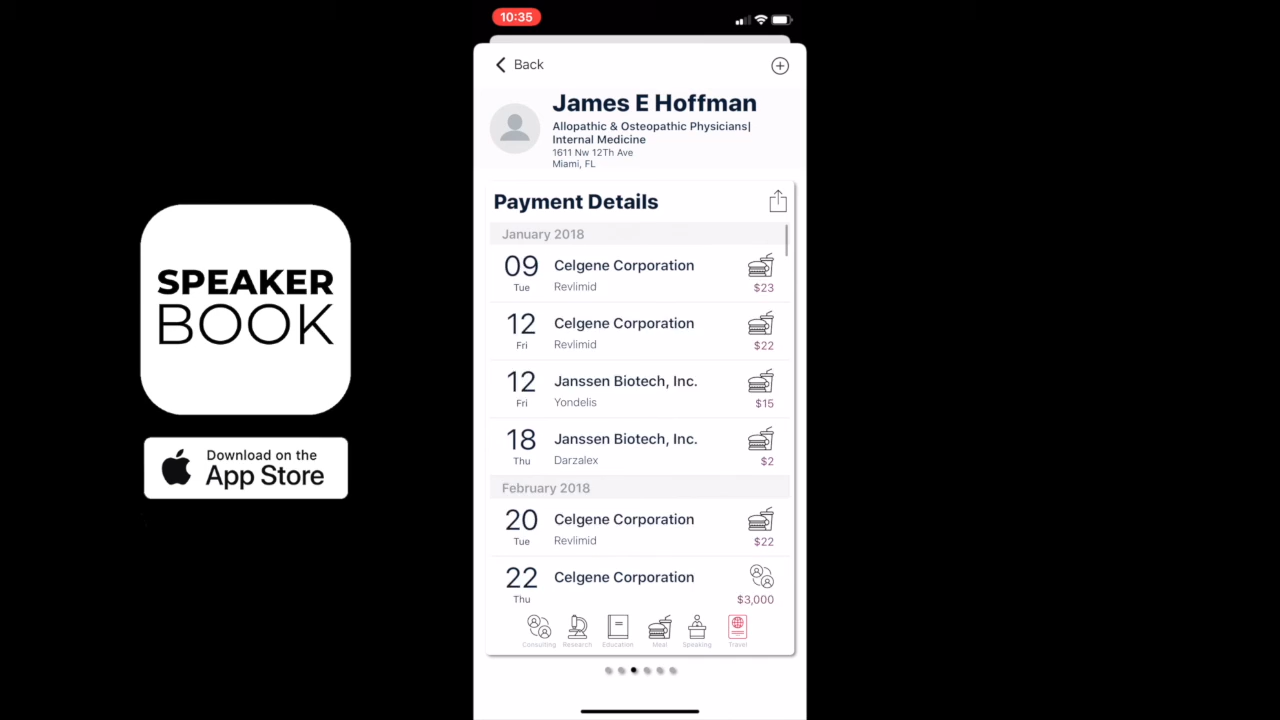 10:35
Back
James E Hoffman
Allopathic & Osteopathic Physicians|
Internal Medicine
1611 Nw 12Th Ave
Miami, FL
Payment Details
January 2018
09 Celgene Corporation
Tue Revlimid $23
12 Celgene Corporation
Fri Revlimid $22
12 Janssen Biotech, Inc.
Fri Yondelis $15
18 Janssen Biotech, Inc.
Thu Darzalex $2
February 2018
20 Celgene Corporation
Tue Revlimid $22
22 Celgene Corporation
Thu $3,000
Consulting Research Education Meal Speaking Travel
SPEAKER
BOOK
Download on the
App Store